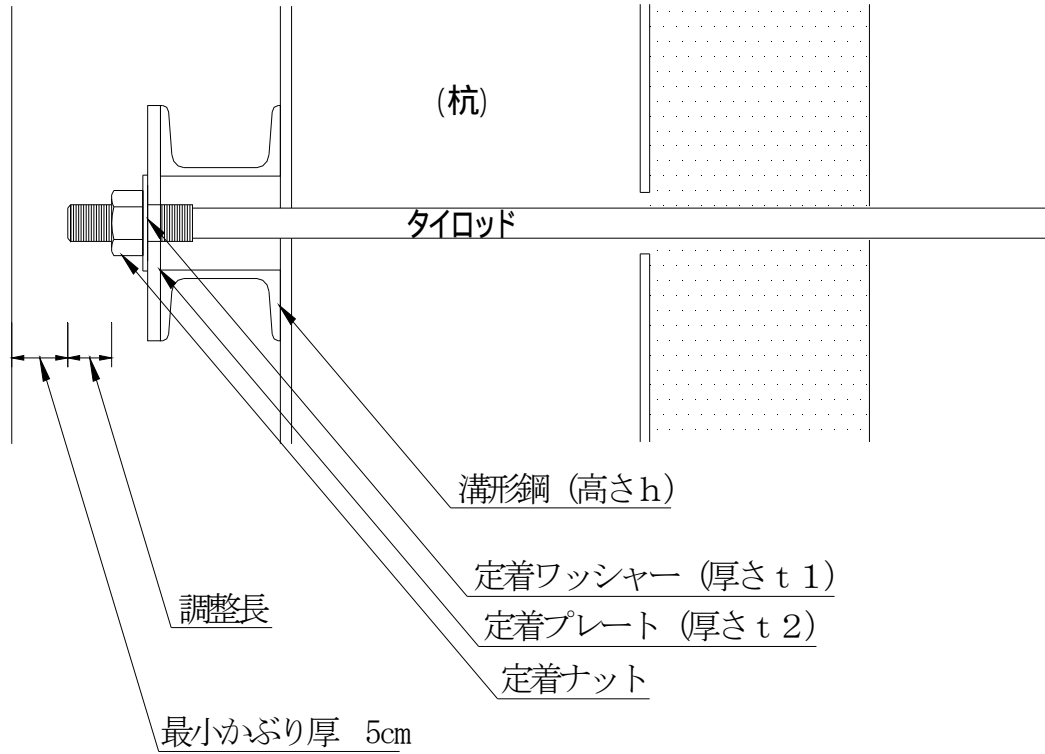 (杭)
タイロッド
溝形鋼 (高さｈ)
定着ワッシャー (厚さｔ１)
調整長
定着プレート (厚さｔ２)
定着ナット
最小かぶり厚 5cm